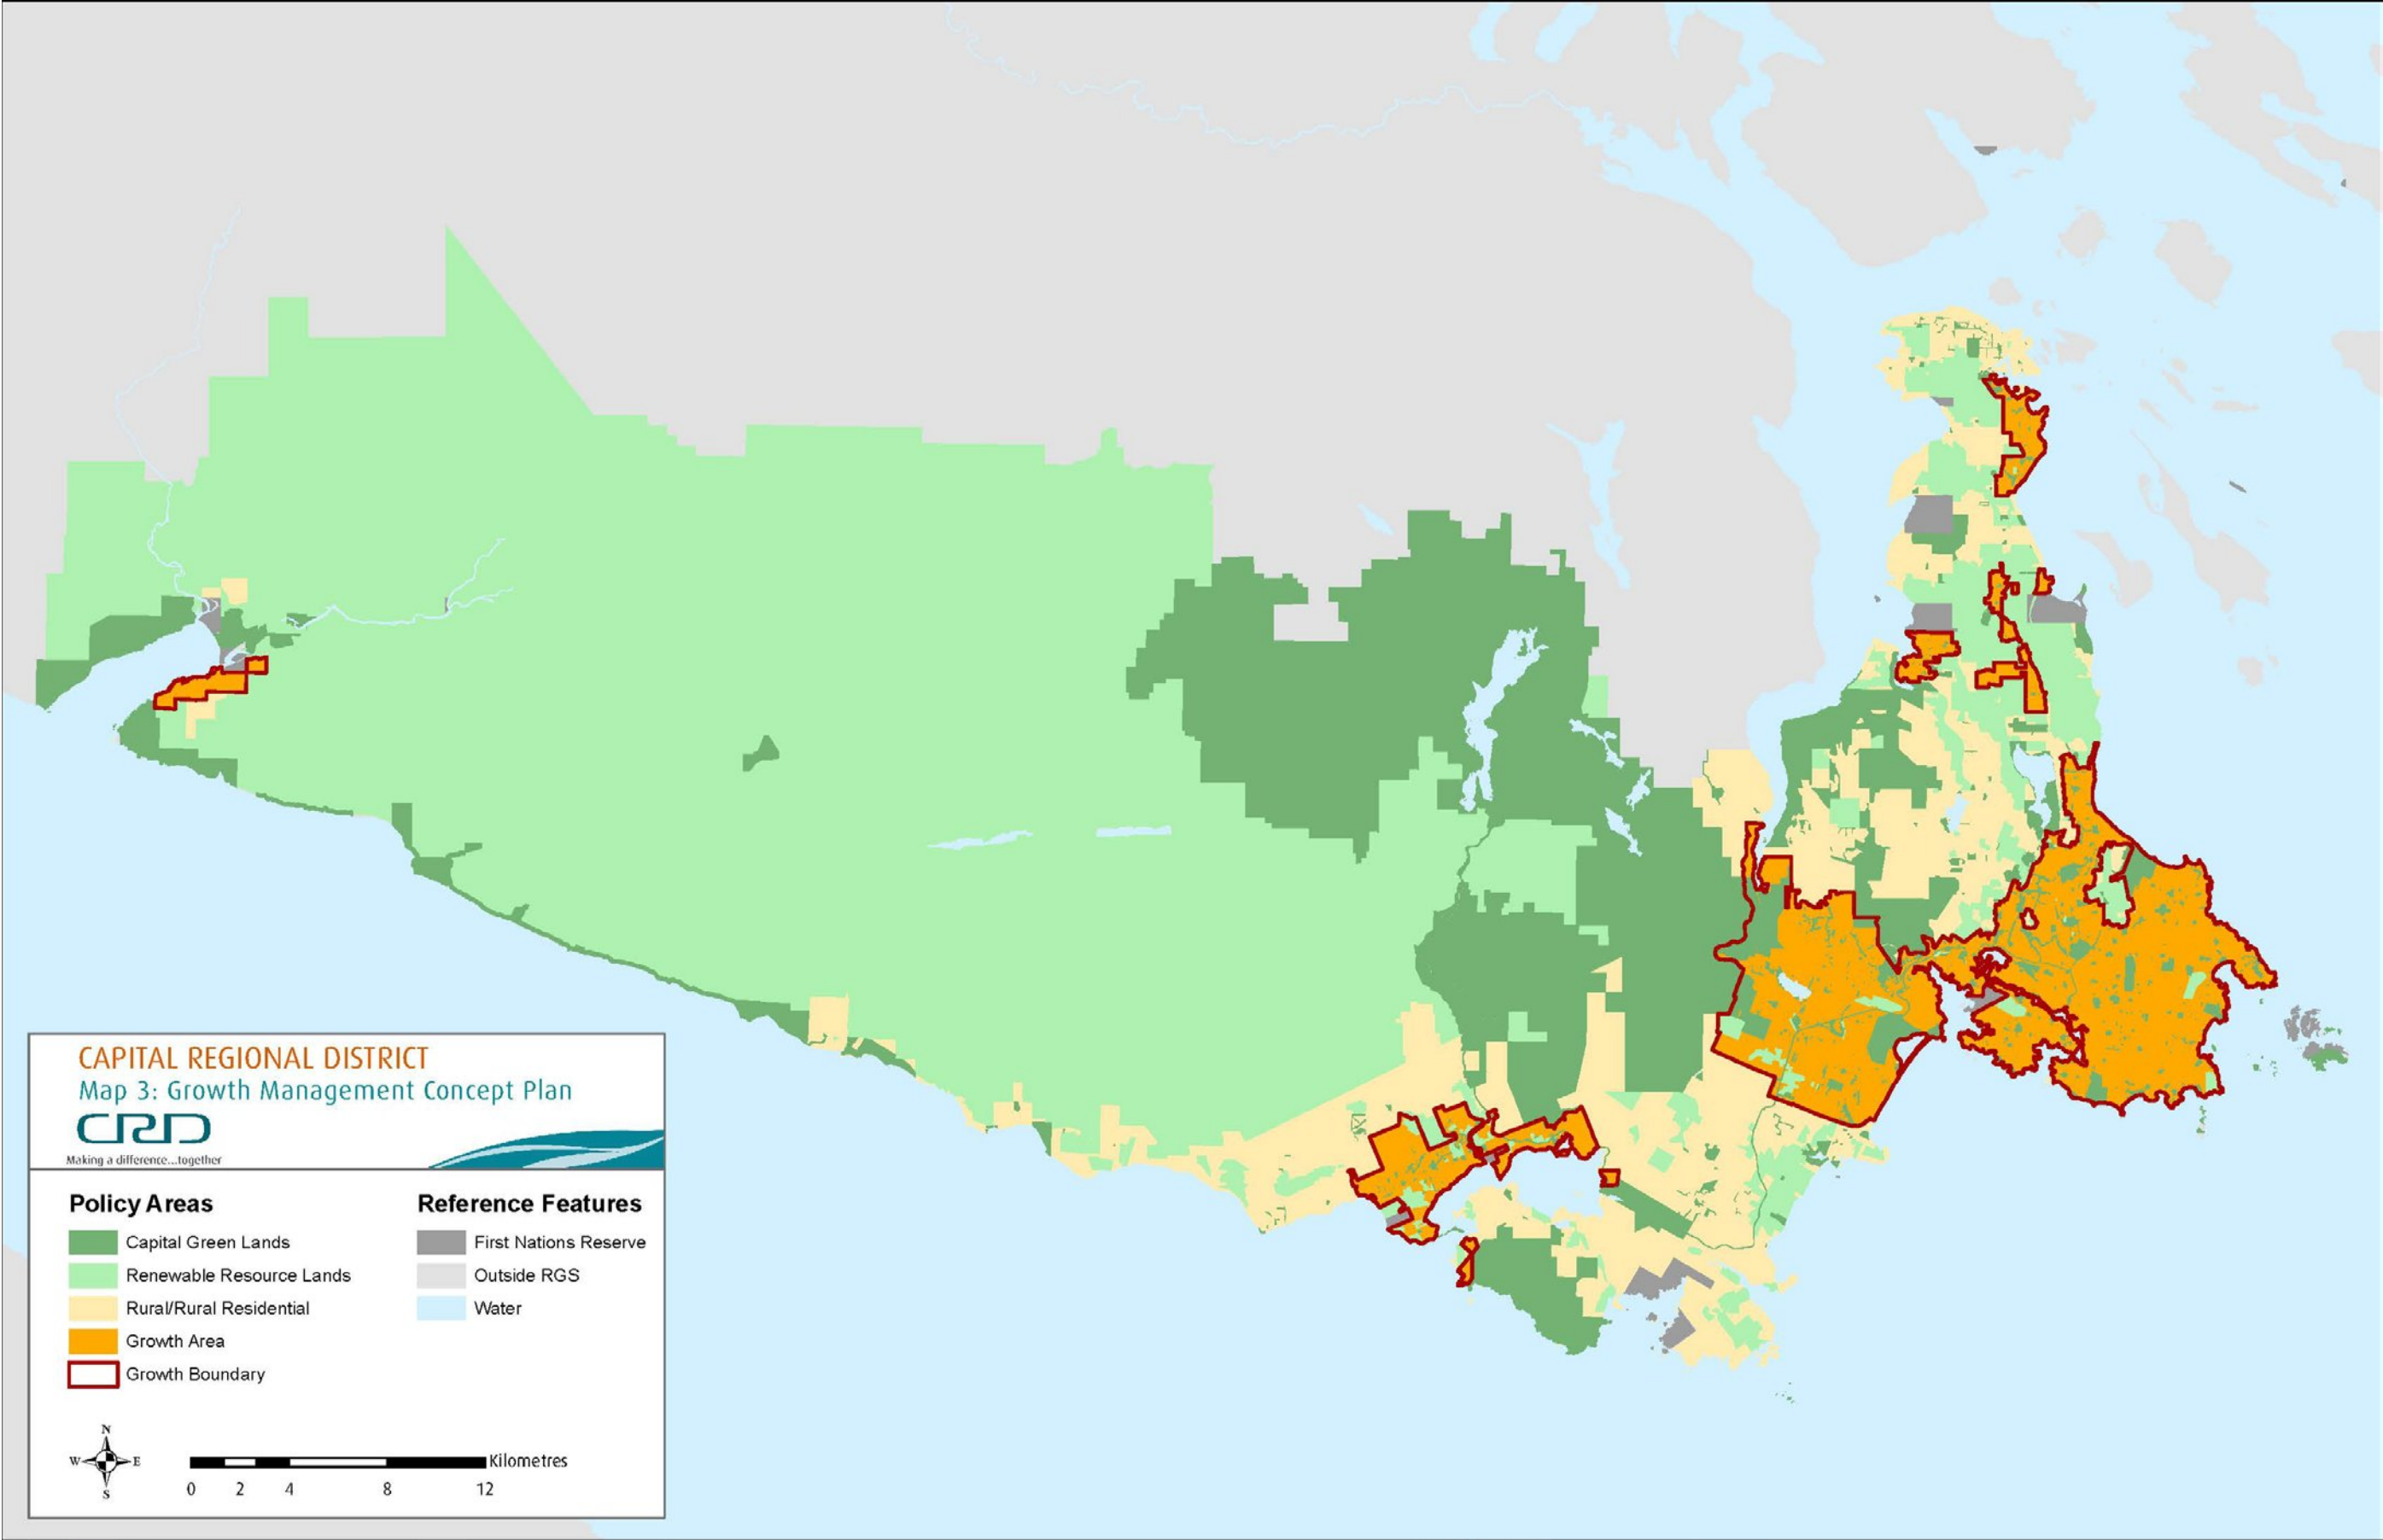 CAPITAL REGIONAL DISTRICT
Map 3: Growth Management Concept Plan
CRD
Making a difference...together
Policy Areas
Capital Green Lands
Renewable Resource Lands
Rural/Rural Residential
Growth Area
Growth Boundary
Reference Features
First Nations Reserve
Outside RGS
Water
N
W E
S
Kilometres
0 2 4 8 12